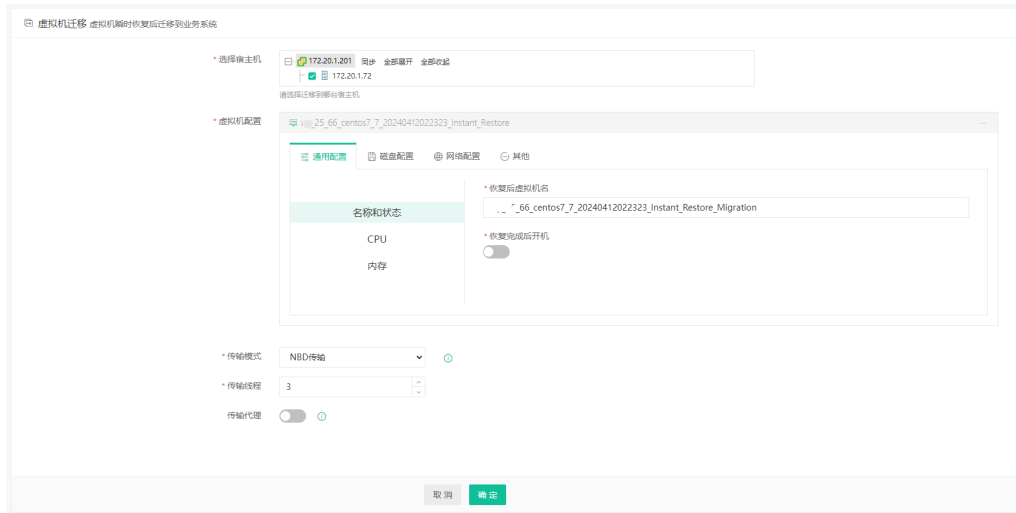 虚拟机迁移 虚拟机瞬时恢复后迁移到业务系统
* 选择宿主机
172.20.1.201 同步 全部展开 全部收起
172.20.1.72
请选择迁移到哪台宿主机
* 虚拟机配置
_25_66_centos7_7_20240412022323_Instant_Restore
通用配置 磁盘配置 网络配置 其他
名称和状态
CPU
内存
* 恢复后虚拟机名
_66_centos7_7_20240412022323_Instant_Restore_Migration
* 恢复完成后开机
* 传输模式 NBD传输
* 传输线程 3
传输代理
取消 确定